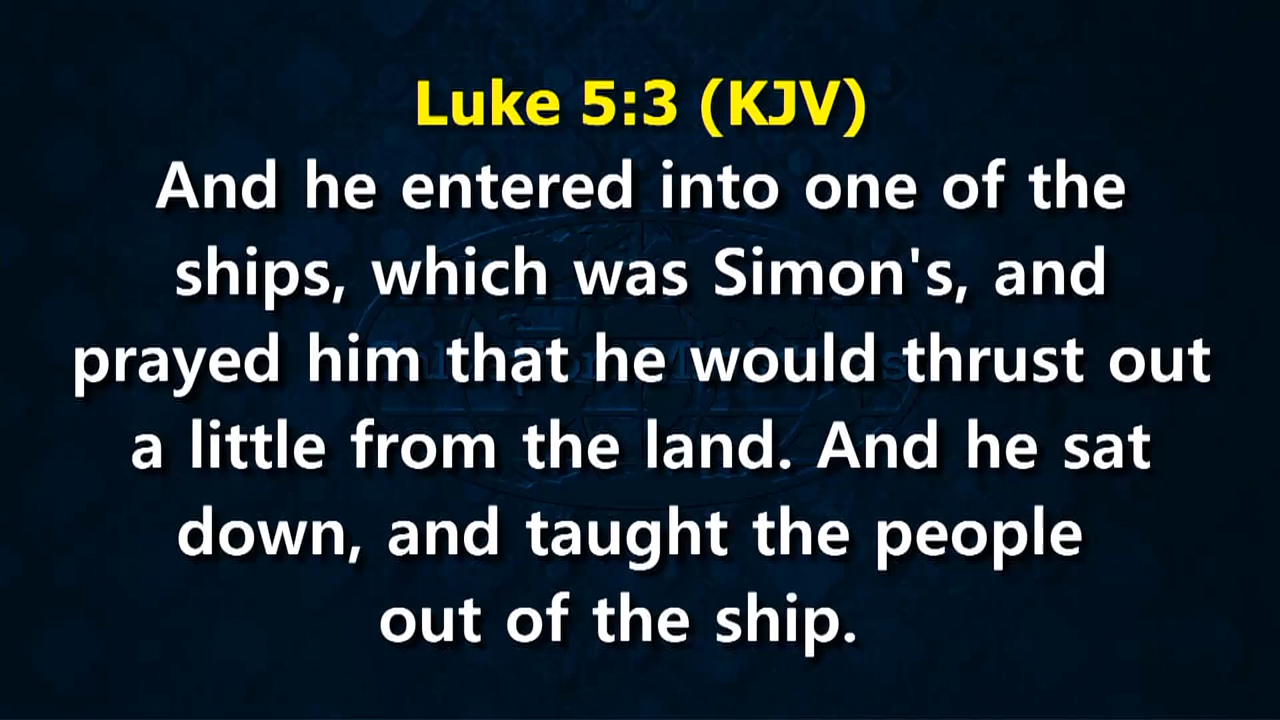 Luke 5:3 (KJV)
And he entered into one of the
ships, which was Simon's, and
prayed him that he would thrust out
a little from the land. And he sat
down, and taught the people
out of the ship.